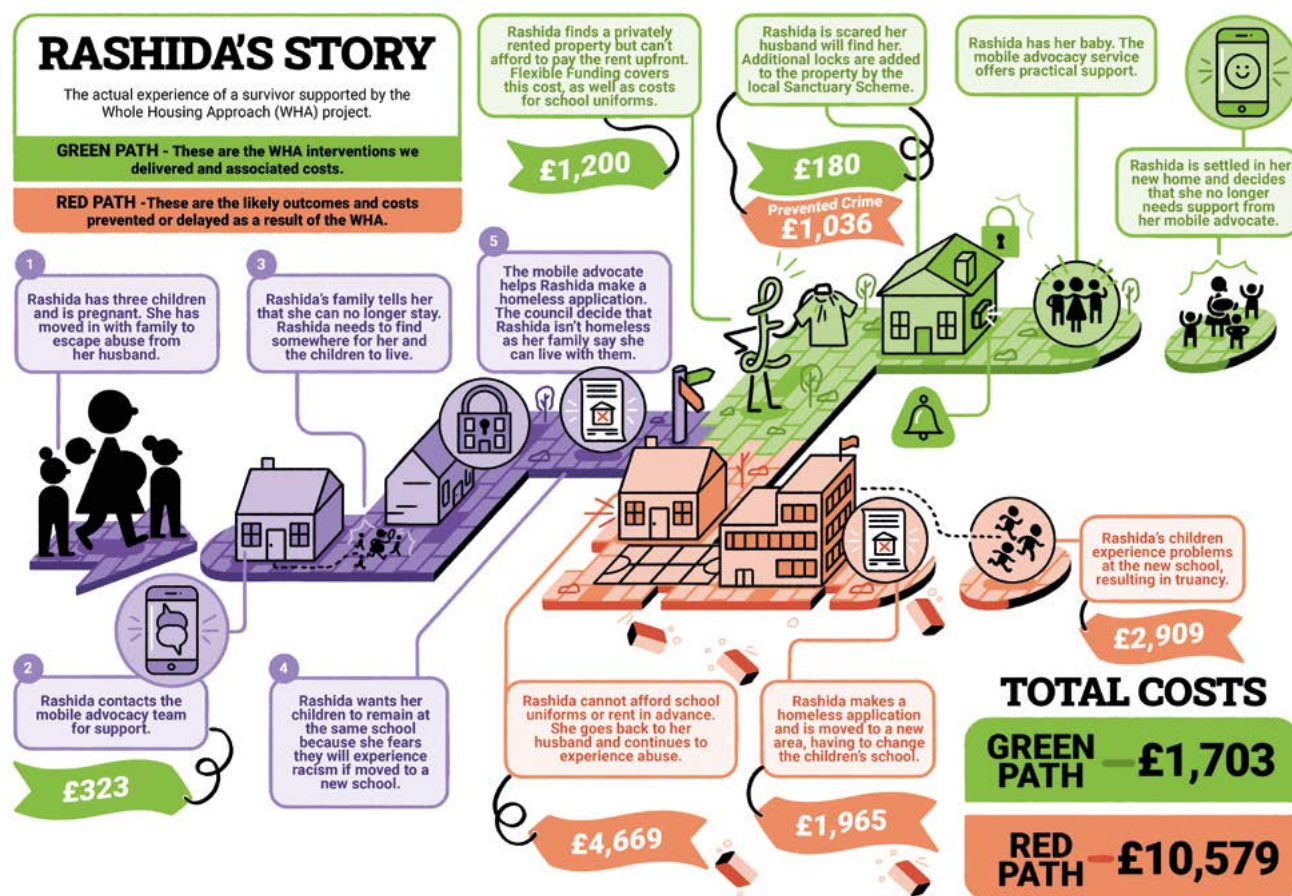 RASHIDA'S STORY
The actual experience of a survivor supported by the
Whole Housing Approach (WHA) project.
GREEN PATH - These are the WHA interventions we
delivered and associated costs.
RED PATH -These are the likely outcomes and costs
prevented or delayed as a result of the WHA.
1
Rashida has three children
and is pregnant. She has
moved in with family to
escape abuse from
her husband.
2
Rashida contacts the
mobile advocacy team
for support.
£323
3
Rashida's family tells her
that she can no longer stay.
Rashida needs to find
somewhere for her and
the children to live.
4
Rashida wants her
children to remain at
the same school
because she fears
they will experience
racism if moved to a
new school.
5
The mobile advocate
helps Rashida make a
homeless application.
The council decide that
Rashida isn't homeless
as her family say she
can live with them.
Rashida finds a privately
rented property but can't
afford to pay the rent upfront.
Flexible Funding covers
this cost, as well as costs
for school uniforms.
£1,200
Rashida is scared her
husband will find her.
Additional locks are added
to the property by the
local Sanctuary Scheme.
£180
Prevented Crime
£1,036
Rashida has her baby. The
mobile advocacy service
offers practical support.
Rashida is settled in her
new home and decides
that she no longer
needs support from
her mobile advocate.
£
Rashida cannot afford school
uniforms or rent in advance.
She goes back to her
husband and continues to
experience abuse.
£4,669
Rashida makes a
homeless application
and is moved to a new
area, having to change
the children's school.
£1,965
Rashida's children
experience problems
at the new school,
resulting in truancy.
£2,909
TOTAL COSTS
GREEN PATH – £1,703
RED PATH – £10,579